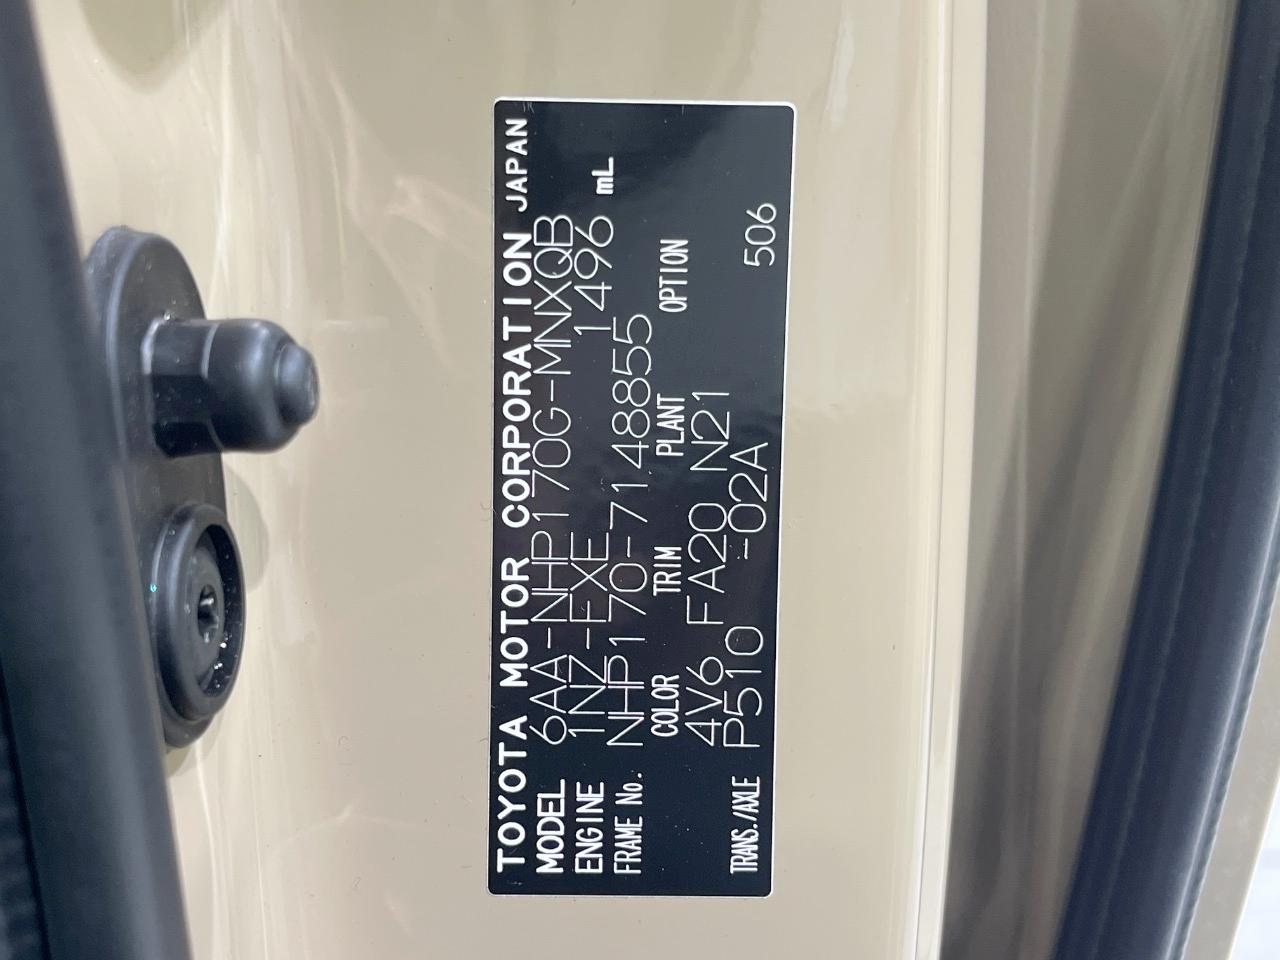 TOYOTA MOTOR CORPORATION JAPAN
MODEL 6AA-NHP170G-MNXQB
ENGINE 1NZ-FXE 1496 mL
FRAME No. NHP170-7148855
COLOR TRIM PLANT OPTION
4V6 FA20 N21
TRANS./AXLE P510 -02A 506